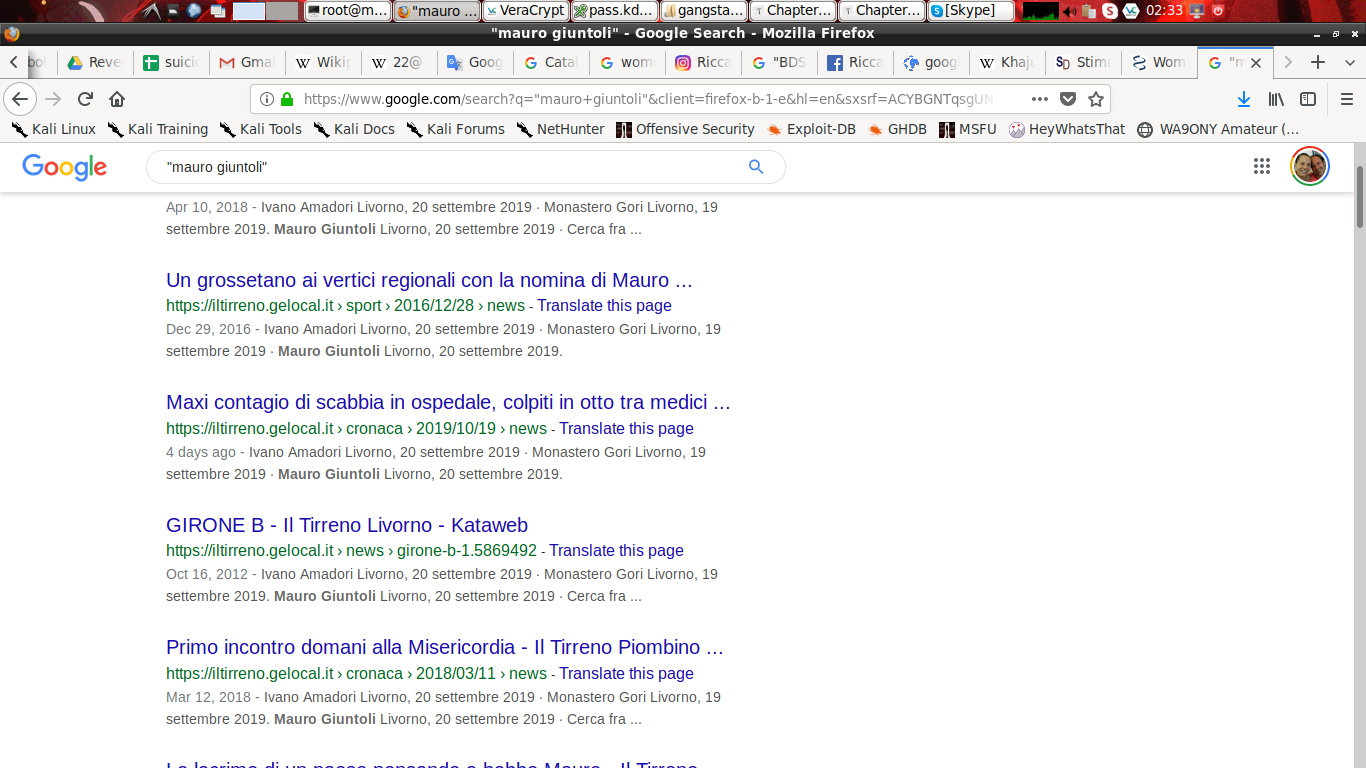 root@m...
"mauro ...
VeraCrypt
pass.kd...
gangsta...
Chapter...
Chapter...
[Skype]
02:33
"mauro giuntoli" - Google Search - Mozilla Firefox
bol
Reve
suici
Gma
Wikip
22@
Goog
Catal
wom
Ricca
"BDS
Ricca
goog
Khaju
Stimu
Wom
"m
https://www.google.com/search?q="mauro+giuntoli"&client=firefox-b-1-e&hl=en&sxsrf=ACYBGNTqsgUN
Kali Linux
Kali Training
Kali Tools
Kali Docs
Kali Forums
NetHunter
Offensive Security
Exploit-DB
GHDB
MSFU
HeyWhatsThat
WA9ONY Amateur (...
Google
"mauro giuntoli"
Apr 10, 2018 - Ivano Amadori Livorno, 20 settembre 2019 · Monastero Gori Livorno, 19
settembre 2019. Mauro Giuntoli Livorno, 20 settembre 2019 · Cerca fra ...
Un grossetano ai vertici regionali con la nomina di Mauro ...
https://iltirreno.gelocal.it › sport › 2016/12/28 › news - Translate this page
Dec 29, 2016 - Ivano Amadori Livorno, 20 settembre 2019 · Monastero Gori Livorno, 19
settembre 2019 · Mauro Giuntoli Livorno, 20 settembre 2019.
Maxi contagio di scabbia in ospedale, colpiti in otto tra medici ...
https://iltirreno.gelocal.it › cronaca › 2019/10/19 › news - Translate this page
4 days ago - Ivano Amadori Livorno, 20 settembre 2019 · Monastero Gori Livorno, 19
settembre 2019 · Mauro Giuntoli Livorno, 20 settembre 2019.
GIRONE B - Il Tirreno Livorno - Kataweb
https://iltirreno.gelocal.it › news › girone-b-1.5869492 - Translate this page
Oct 16, 2012 - Ivano Amadori Livorno, 20 settembre 2019 · Monastero Gori Livorno, 19
settembre 2019. Mauro Giuntoli Livorno, 20 settembre 2019 · Cerca fra ...
Primo incontro domani alla Misericordia - Il Tirreno Piombino ...
https://iltirreno.gelocal.it › cronaca › 2018/03/11 › news - Translate this page
Mar 12, 2018 - Ivano Amadori Livorno, 20 settembre 2019 · Monastero Gori Livorno, 19
settembre 2019. Mauro Giuntoli Livorno, 20 settembre 2019 · Cerca fra ...